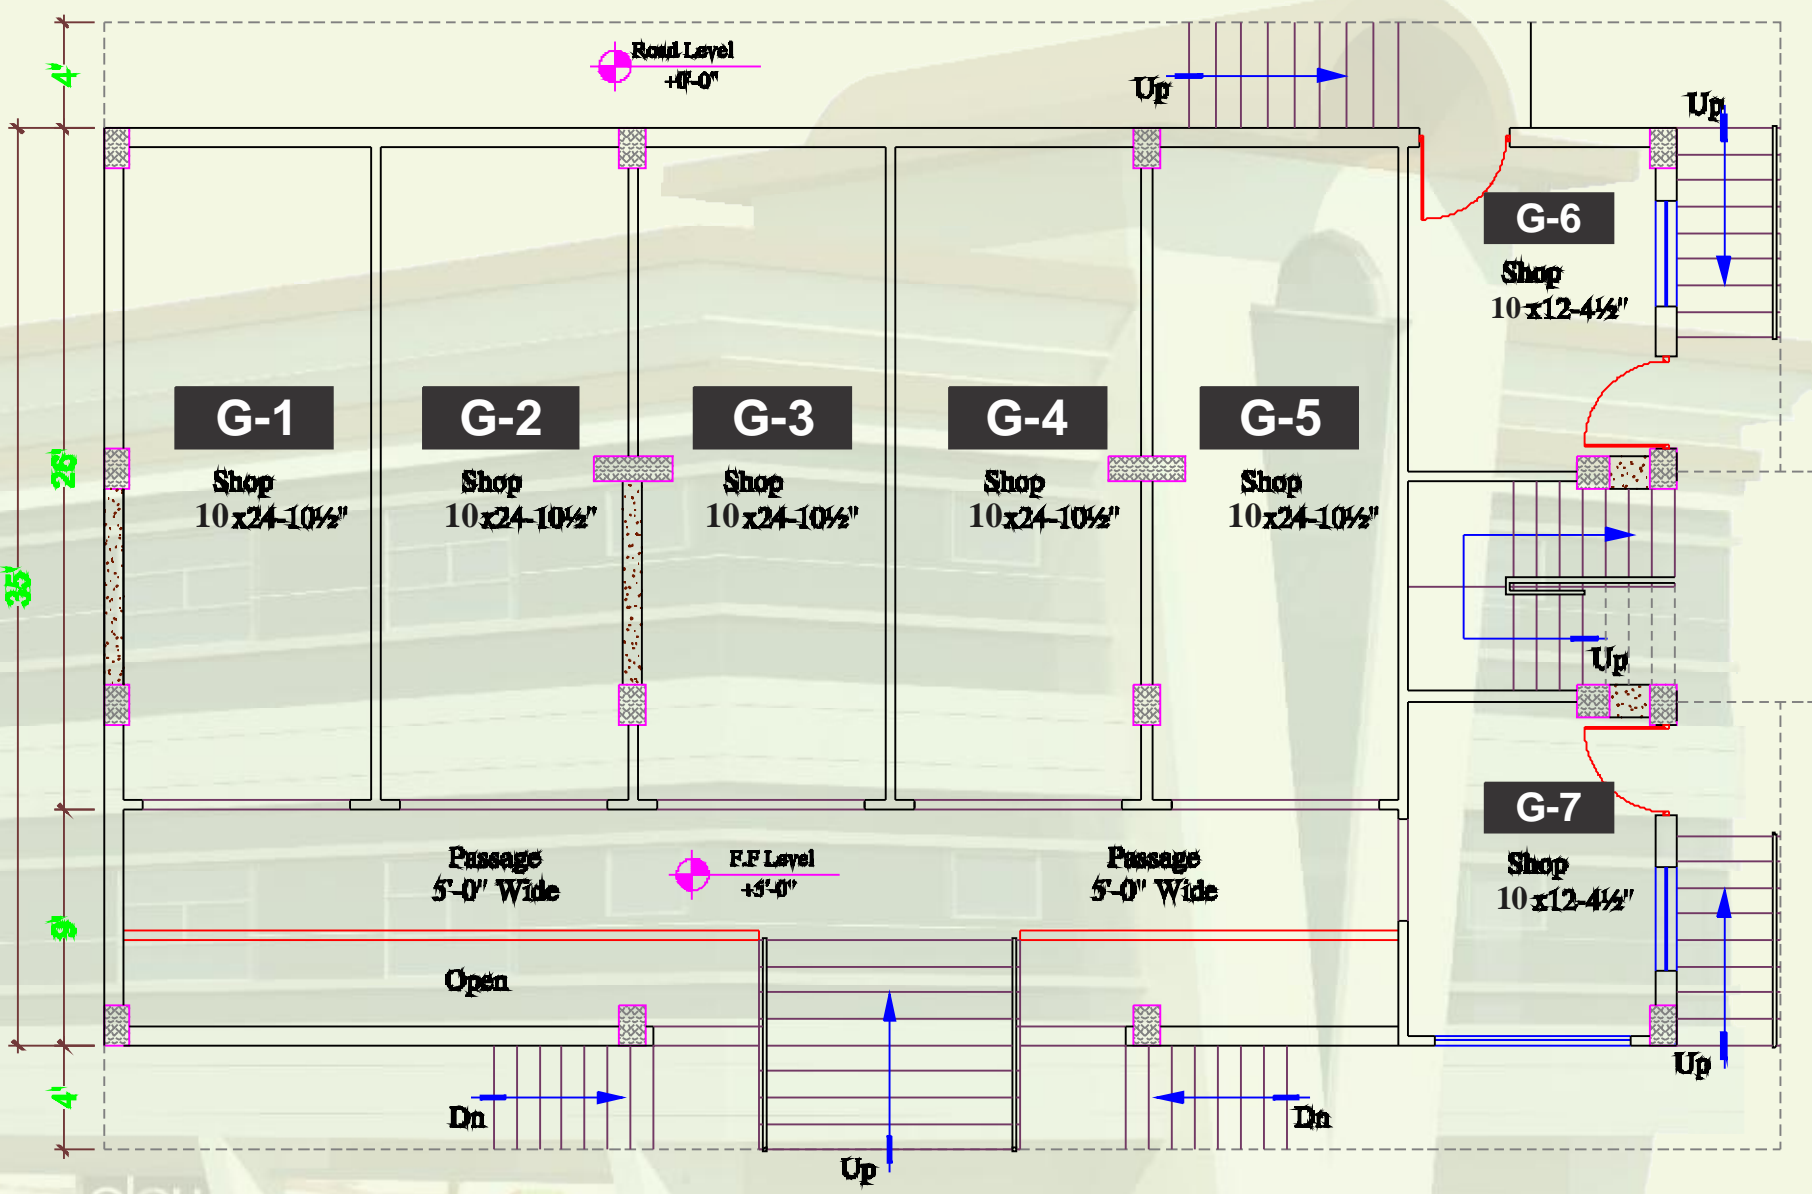 4'
Road Level
+0'-0"
Up
Up
G-6
Shop
10 x12-4½"
G-1
G-2
G-3
G-4
G-5
Shop
10 x24-10½"
Shop
10 x24-10½"
Shop
10 x24-10½"
Shop
10 x24-10½"
Shop
10 x24-10½"
26'
35'
Up
G-7
Shop
10 x12-4½"
Passage
5'-0" Wide
F.F Level
+5'-0"
Passage
5'-0" Wide
9'
Open
Up
4'
Dn
Dn
Up